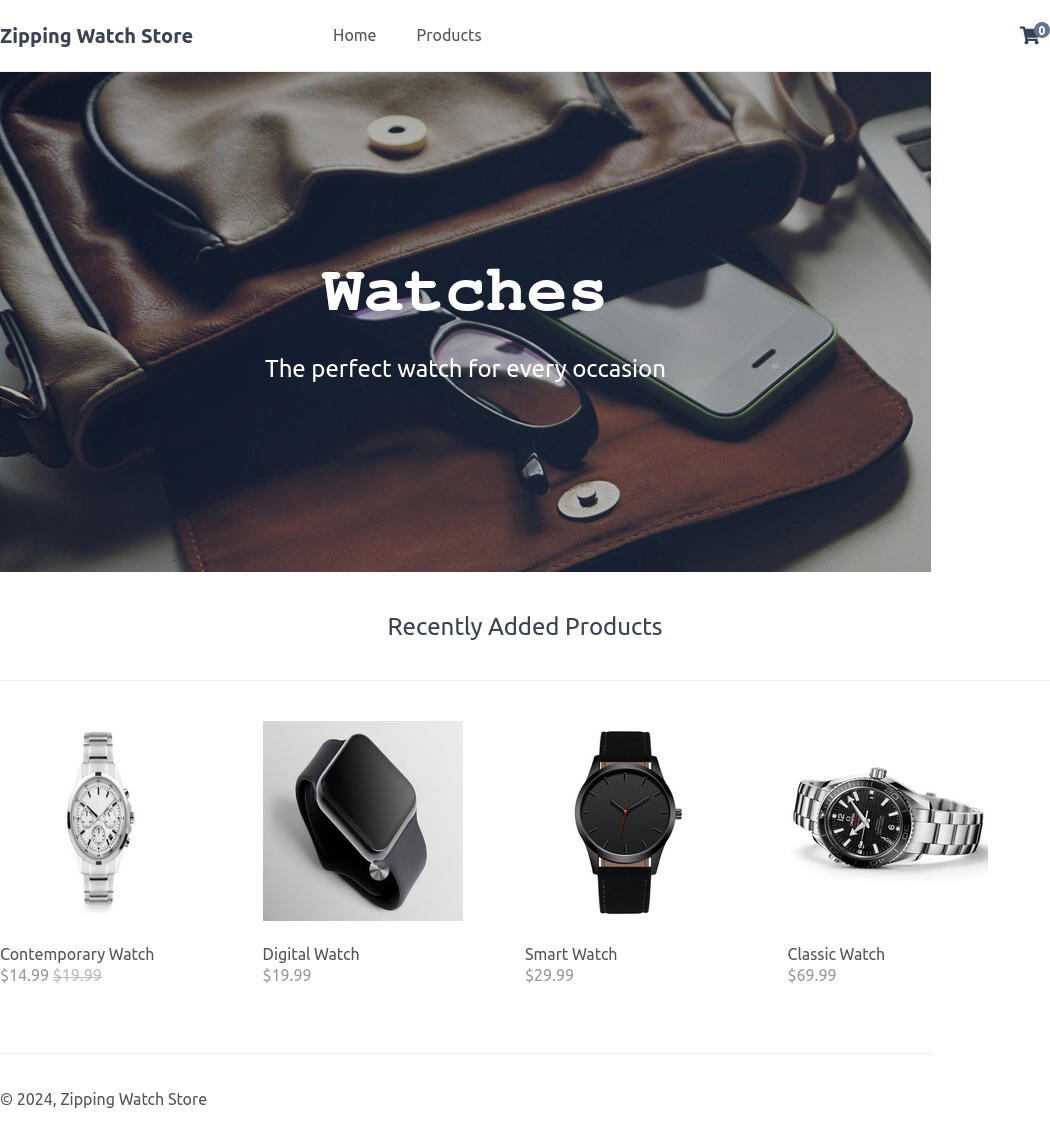 Zipping Watch Store
Home
Products
0
Watches
The perfect watch for every occasion
Recently Added Products
Contemporary Watch
$14.99 $19.99
Digital Watch
$19.99
Smart Watch
$29.99
Classic Watch
$69.99
© 2024, Zipping Watch Store